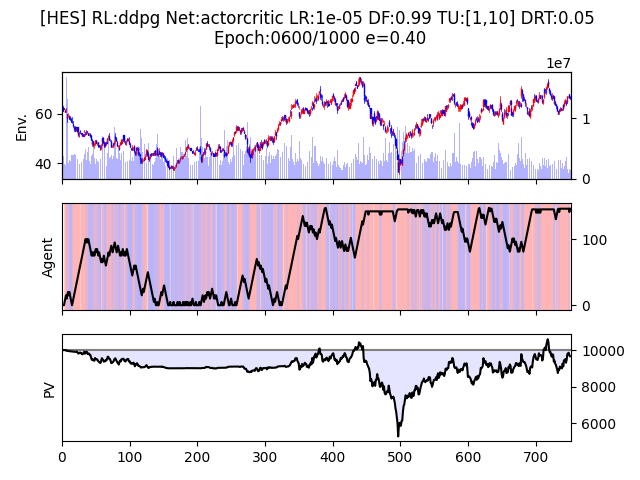 [HES] RL:ddpg Net:actorcritic LR:1e-05 DF:0.99 TU:[1,10] DRT:0.05
Epoch:0600/1000 e=0.40
1e7
Env.
60
40
1
0
Agent
100
0
PV
10000
8000
6000
0 100 200 300 400 500 600 700